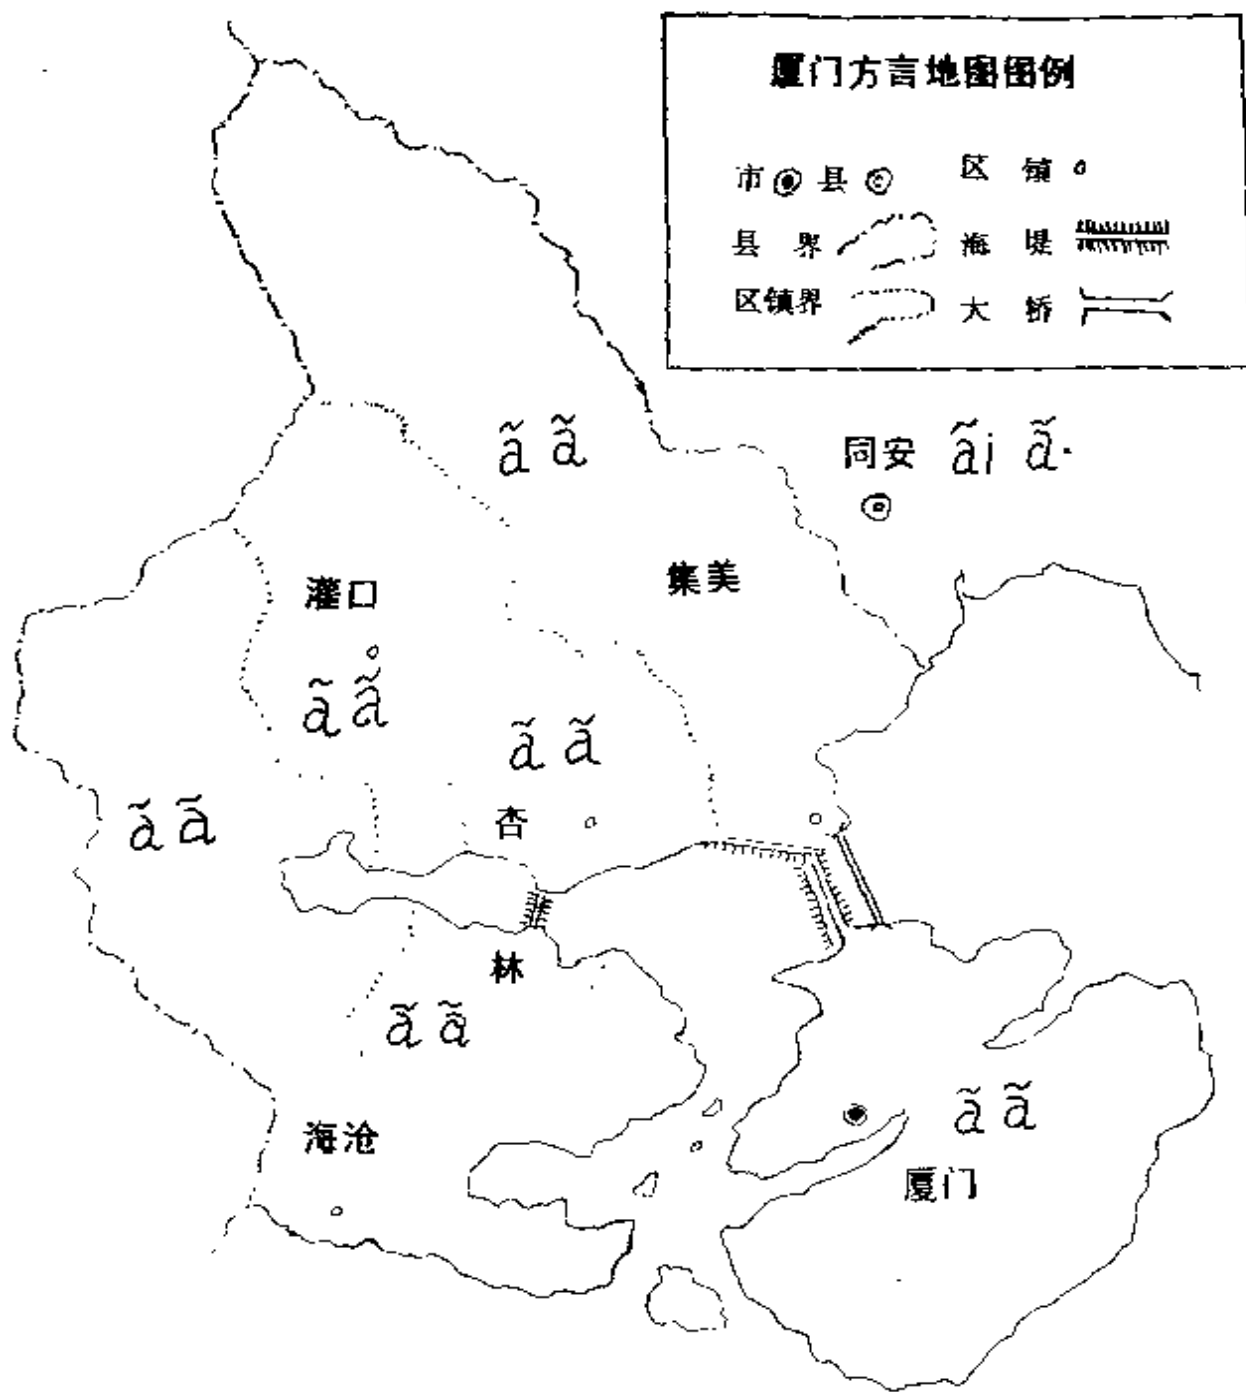 厦门方言地图图例
市 县 区 镇
县 界 海 堤
区镇界 大 桥
ã ã
同安 ãi ã
灌口
集美
ã ã
ã ã
ã ã
杏
林
ã ã
海沧
ã ã
厦门